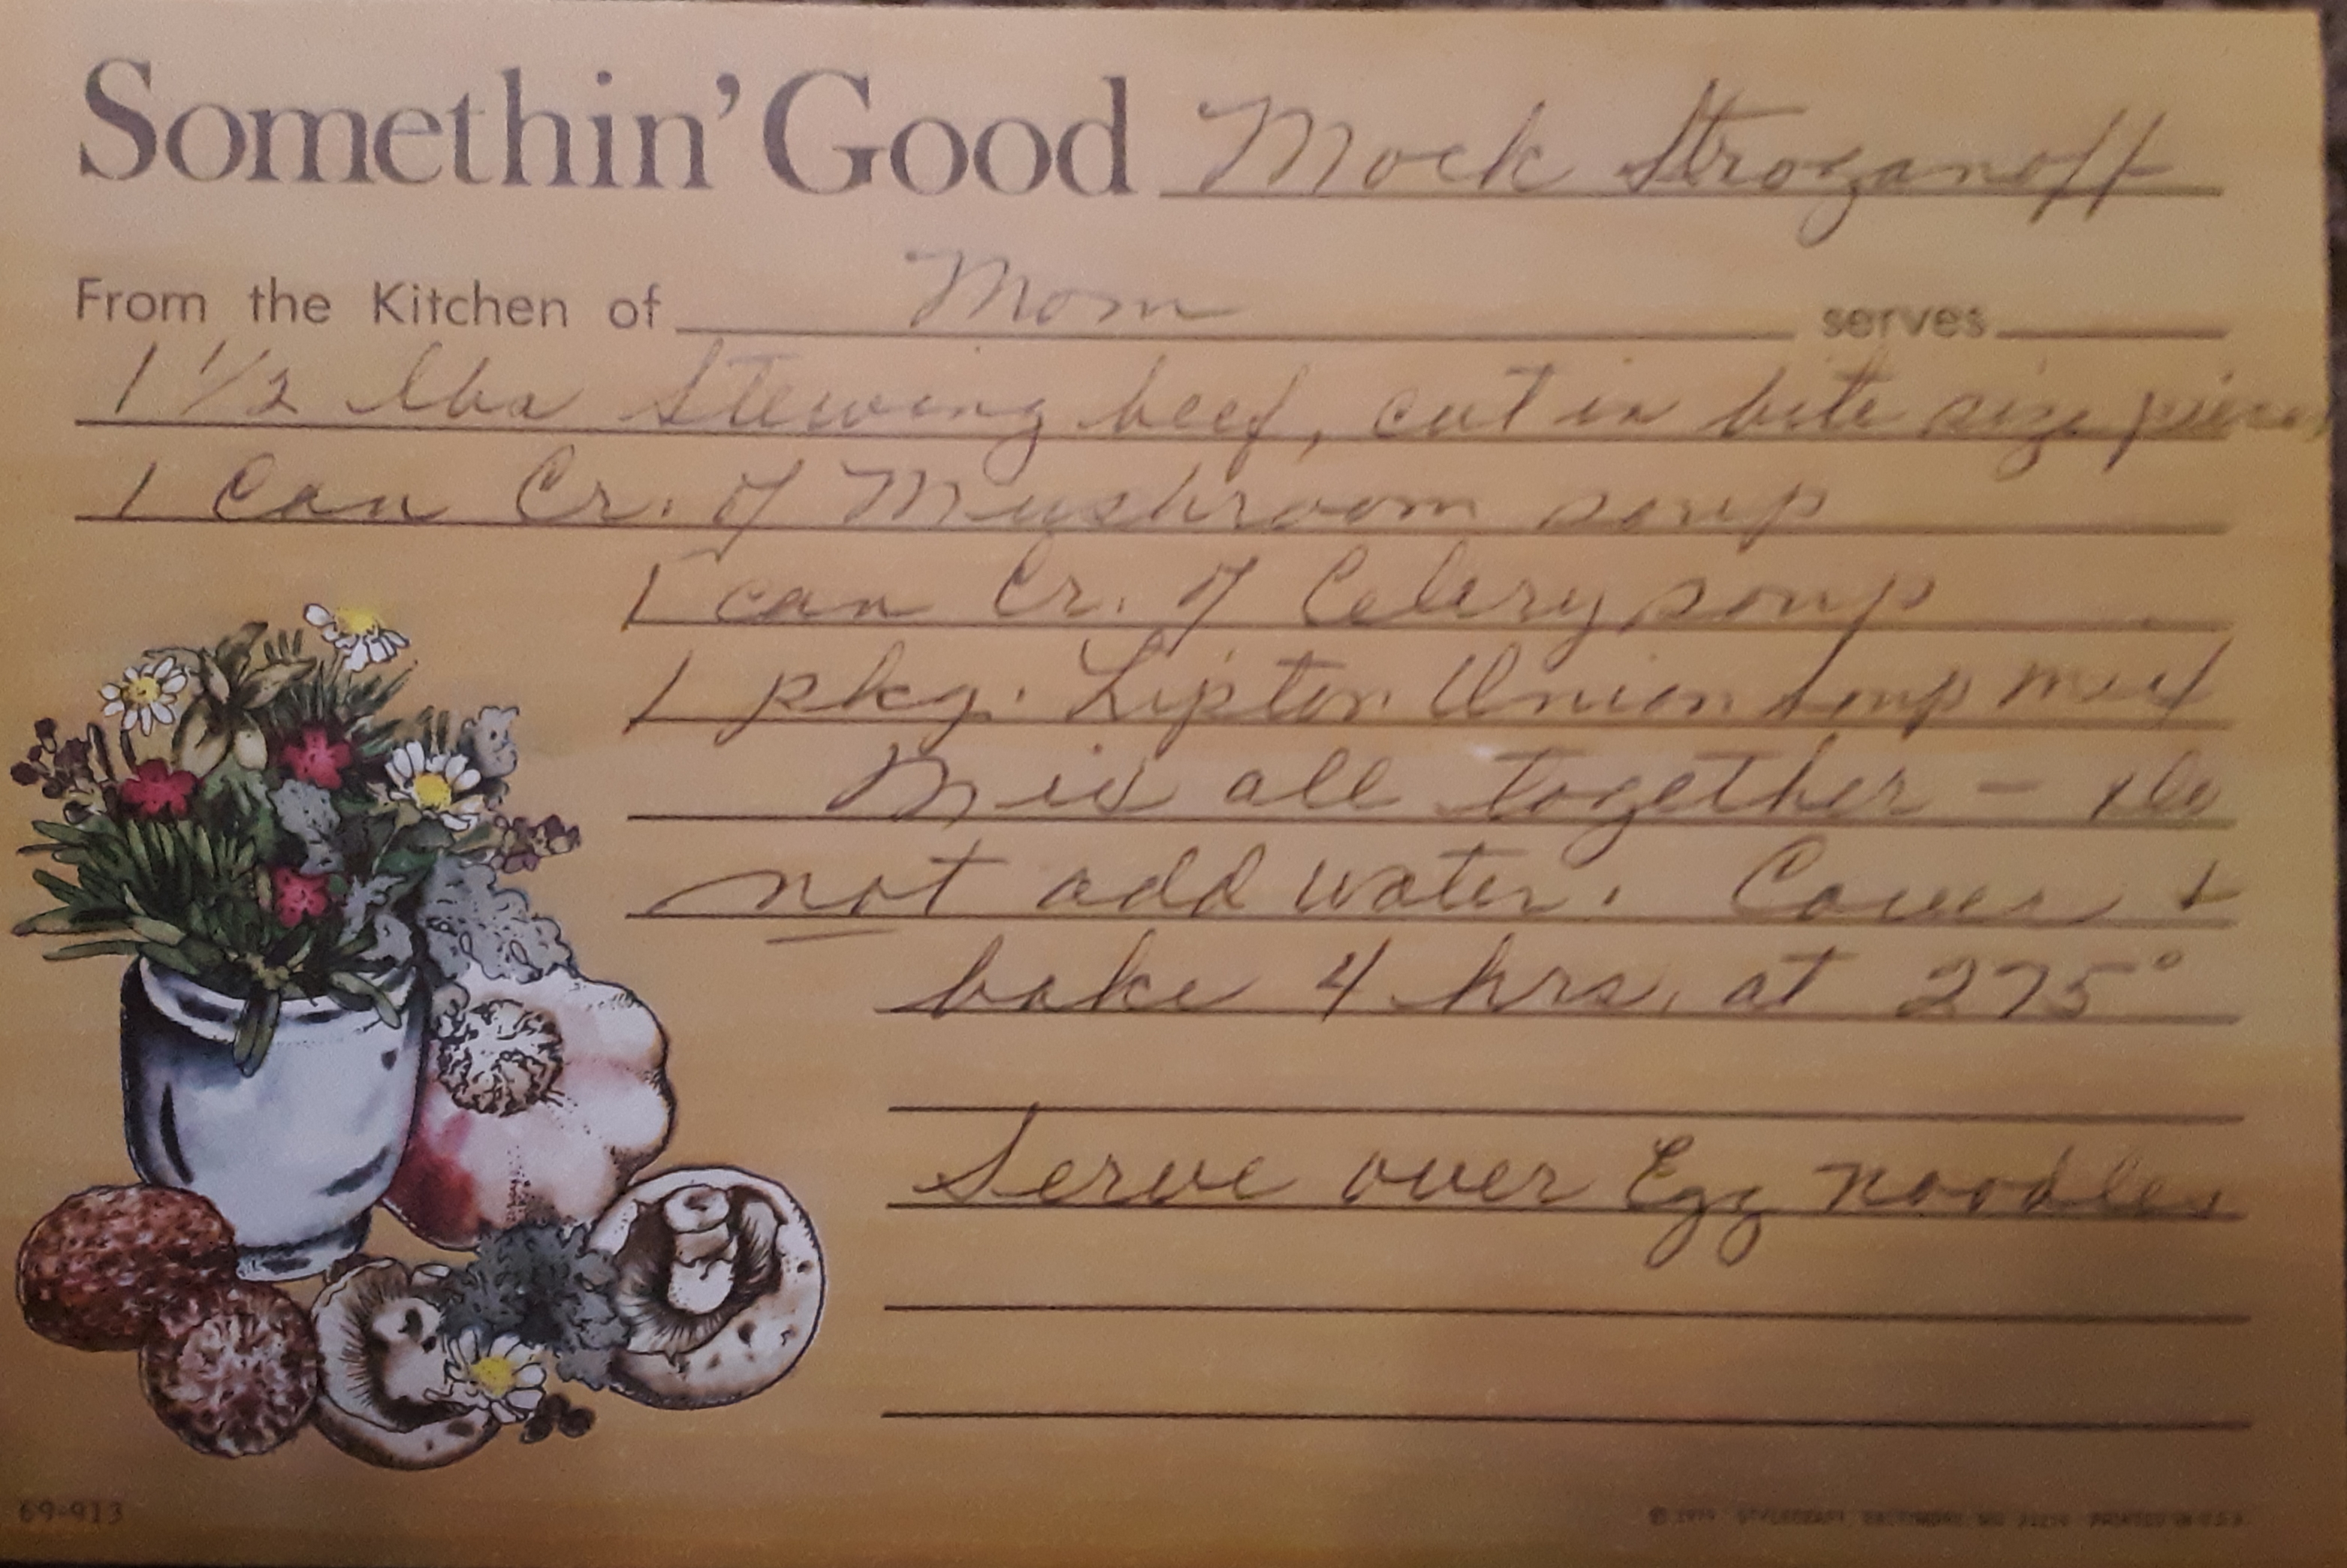 Somethin' Good Mock Stroganoff
From the Kitchen of Mom serves
1 1/2 lbs Stewing beef, cut in bite size pieces
1 Can Cr. of Mushroom soup
1 can Cr. of Celery soup
1 pkg. Lipton Onion Soup mix
Mix all together - do
not add water. Cover +
bake 4 hrs. at 275°
Serve over Egg noodles
69-913
PRINTED IN U.S.A.